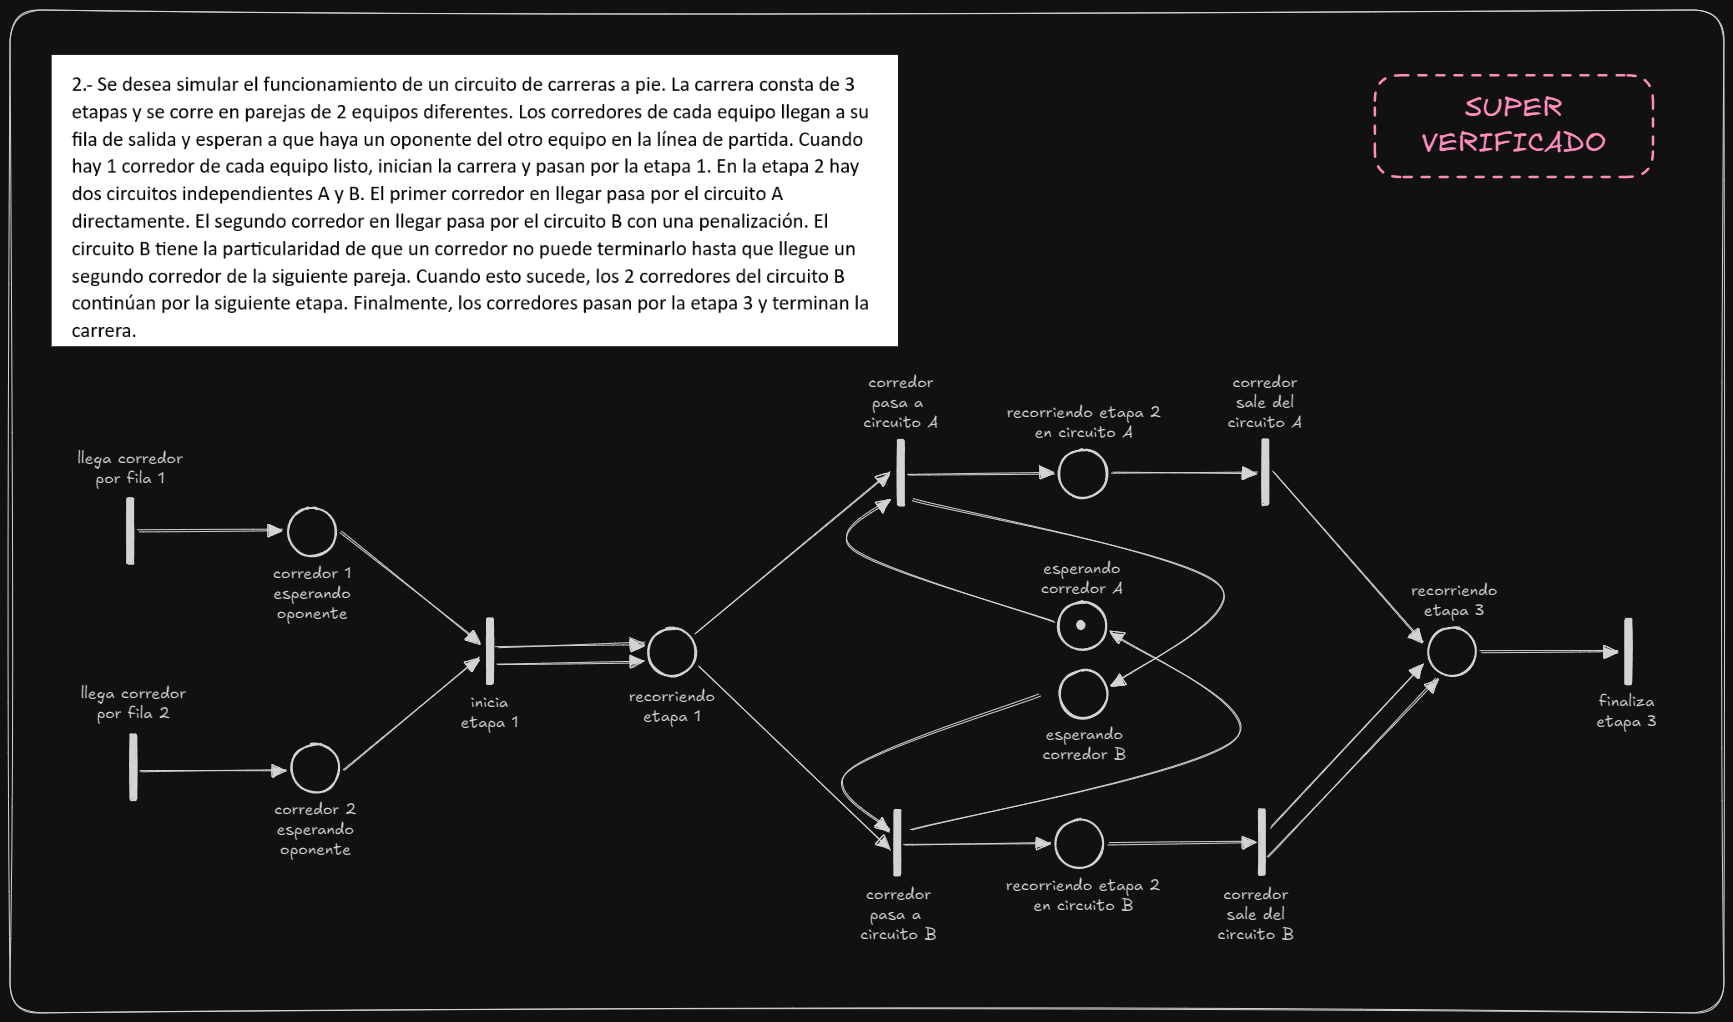 2.- Se desea simular el funcionamiento de un circuito de carreras a pie. La carrera consta de 3
etapas y se corre en parejas de 2 equipos diferentes. Los corredores de cada equipo llegan a su
fila de salida y esperan a que haya un oponente del otro equipo en la línea de partida. Cuando
hay 1 corredor de cada equipo listo, inician la carrera y pasan por la etapa 1. En la etapa 2 hay
dos circuitos independientes A y B. El primer corredor en llegar pasa por el circuito A
directamente. El segundo corredor en llegar pasa por el circuito B con una penalización. El
circuito B tiene la particularidad de que un corredor no puede terminarlo hasta que llegue un
segundo corredor de la siguiente pareja. Cuando esto sucede, los 2 corredores del circuito B
continúan por la siguiente etapa. Finalmente, los corredores pasan por la etapa 3 y terminan la
carrera.
SUPER
VERIFICADO
llega corredor
por fila 1
corredor 1
esperando
oponente
llega corredor
por fila 2
corredor 2
esperando
oponente
inicia
etapa 1
recorriendo
etapa 1
corredor
pasa a
circuito A
recorriendo etapa 2
en circuito A
corredor
sale del
circuito A
esperando
corredor A
esperando
corredor B
corredor
pasa a
circuito B
recorriendo etapa 2
en circuito B
corredor
sale del
circuito B
recorriendo
etapa 3
finaliza
etapa 3